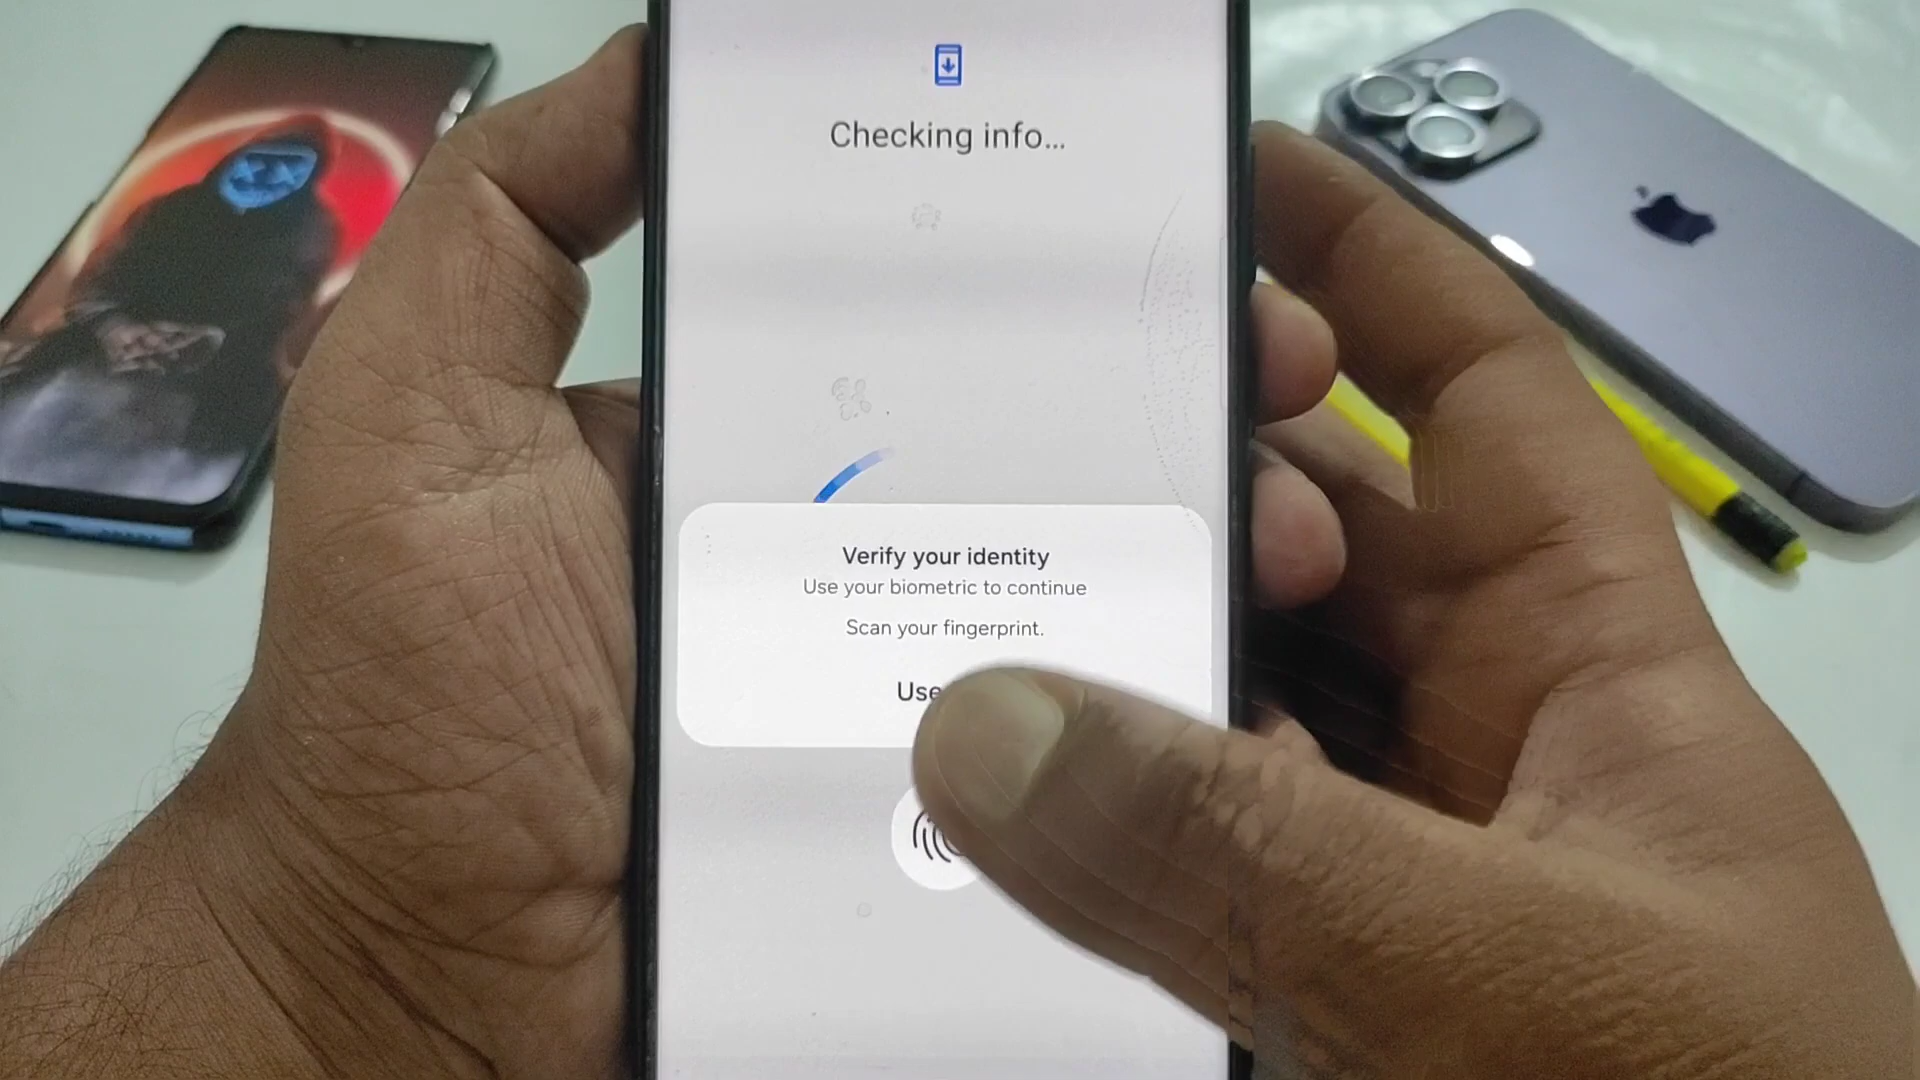 Checking info...
Verify your identity
Use your biometric to continue
Scan your fingerprint.
Use